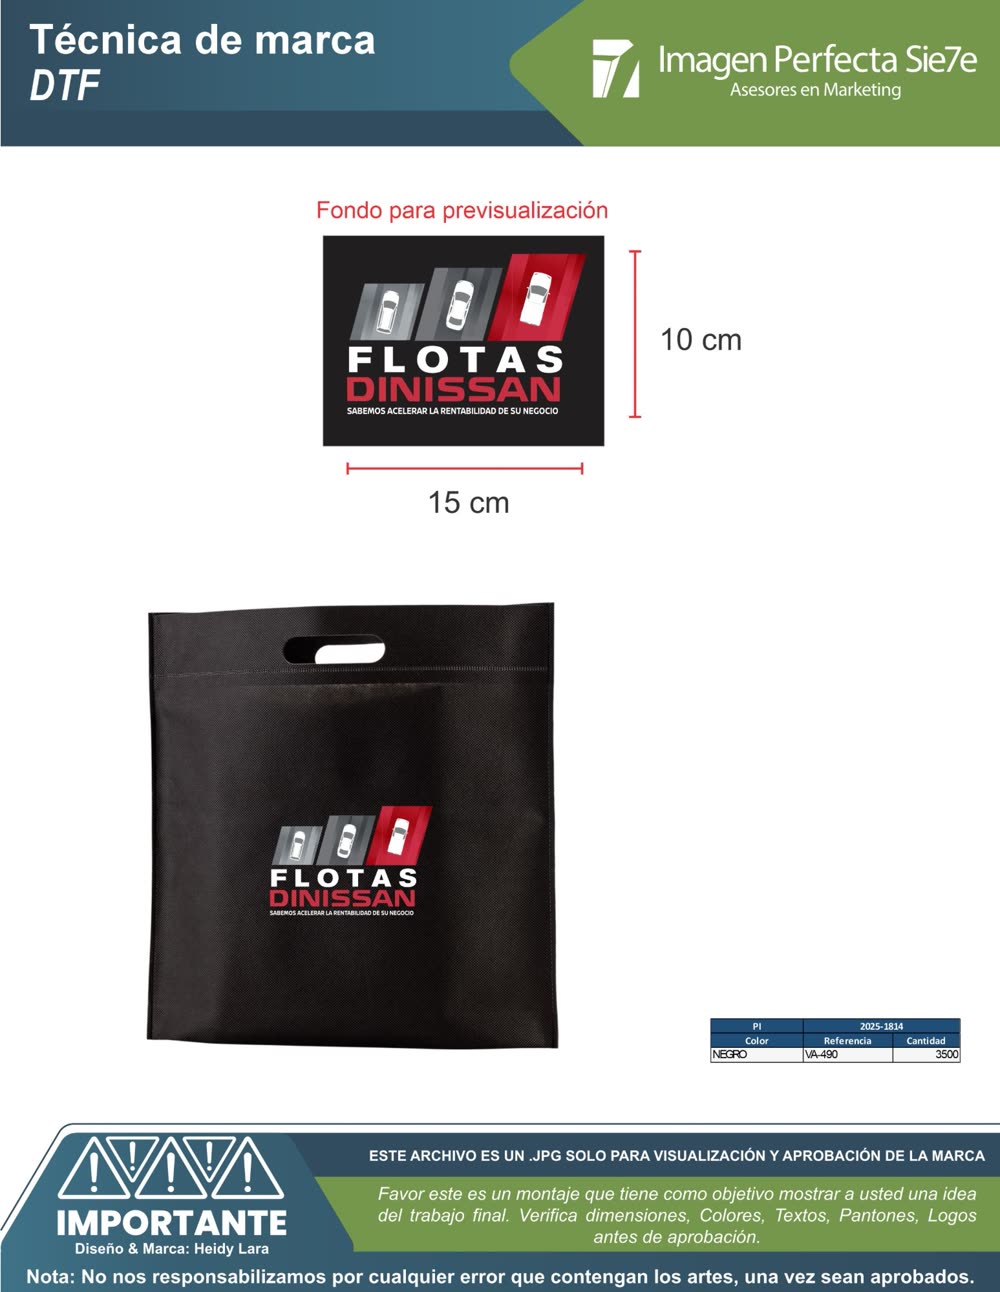 Técnica de marca
DTF
Imagen Perfecta Sie7e
Asesores en Marketing
Fondo para previsualización
FLOTAS
DINISSAN
SABEMOS ACELERAR LA RENTABILIDAD DE SU NEGOCIO
10 cm
15 cm
FLOTAS
DINISSAN
SABEMOS ACELERAR LA RENTABILIDAD DE SU NEGOCIO
PI 2025-1814
Color Referencia Cantidad
NEGRO VA-490 3500
IMPORTANTE
Diseño & Marca: Heidy Lara
ESTE ARCHIVO ES UN .JPG SOLO PARA VISUALIZACIÓN Y APROBACIÓN DE LA MARCA
Favor este es un montaje que tiene como objetivo mostrar a usted una idea
del trabajo final. Verifica dimensiones, Colores, Textos, Pantones, Logos
antes de aprobación.
Nota: No nos responsabilizamos por cualquier error que contengan los artes, una vez sean aprobados.